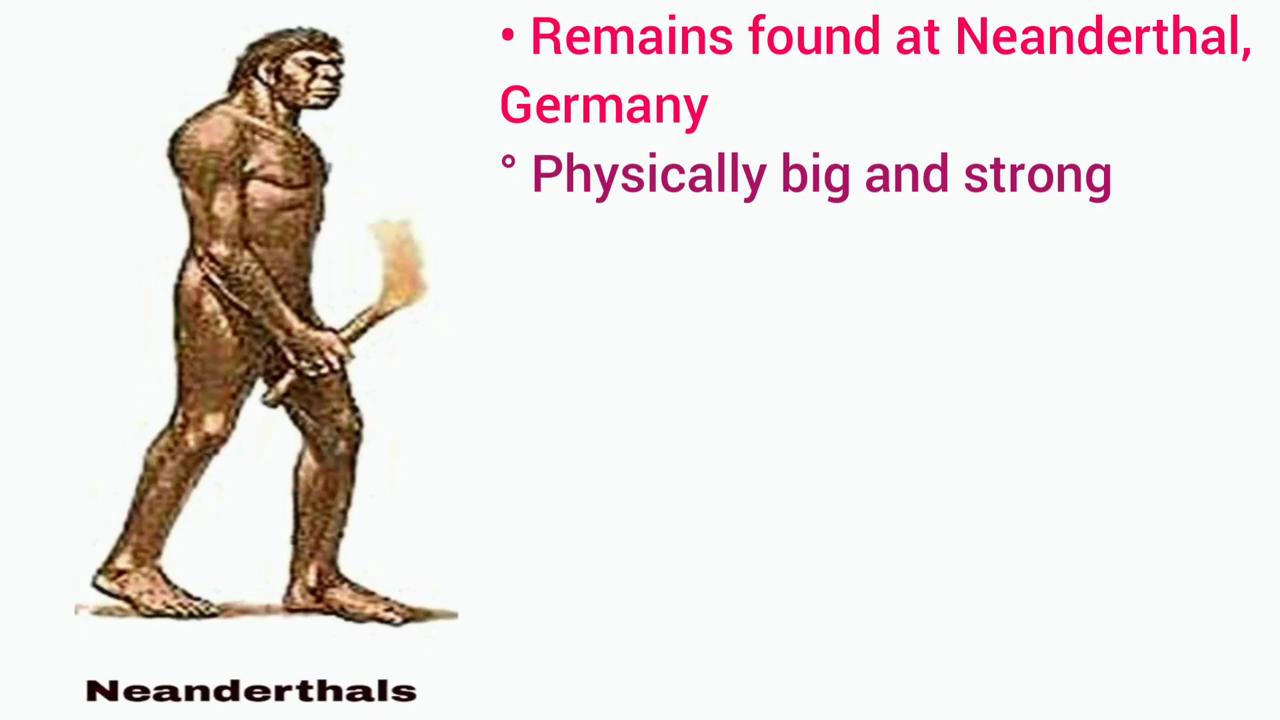 • Remains found at Neanderthal,
Germany
° Physically big and strong
Neanderthals